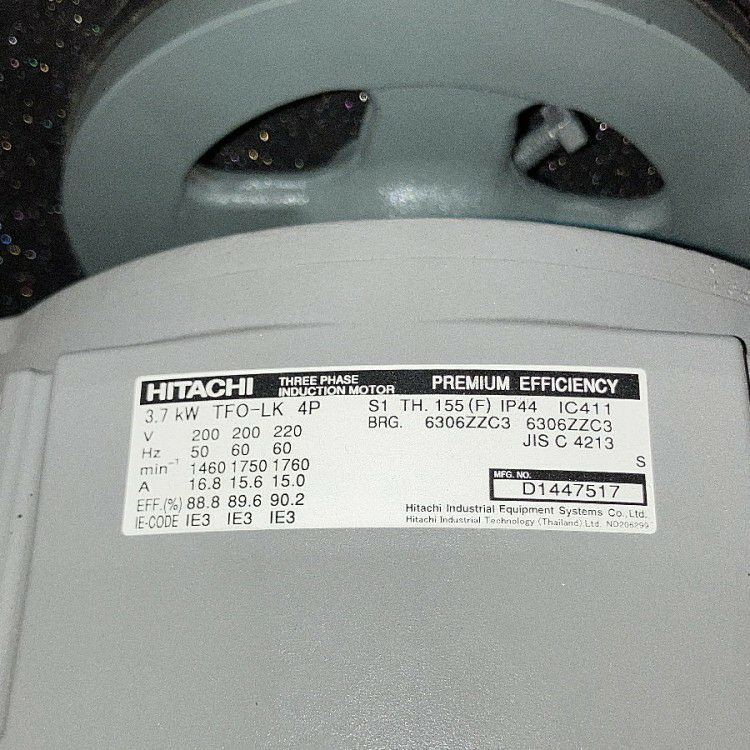 HITACHI THREE PHASE INDUCTION MOTOR PREMIUM EFFICIENCY
3.7 kW TFO-LK 4P S1 TH. 155 (F) IP44 IC411
BRG. 6306ZZC3 6306ZZC3
V 200 200 220
JIS C 4213
Hz 50 60 60
S
min⁻¹ 1460 1750 1760
A 16.8 15.6 15.0
MFG. NO. D1447517
EFF.(%) 88.8 89.6 90.2
IE-CODE IE3 IE3 IE3
Hitachi Industrial Equipment Systems Co.,Ltd.
Hitachi Industrial Technology (Thailand) Ltd. ND206299